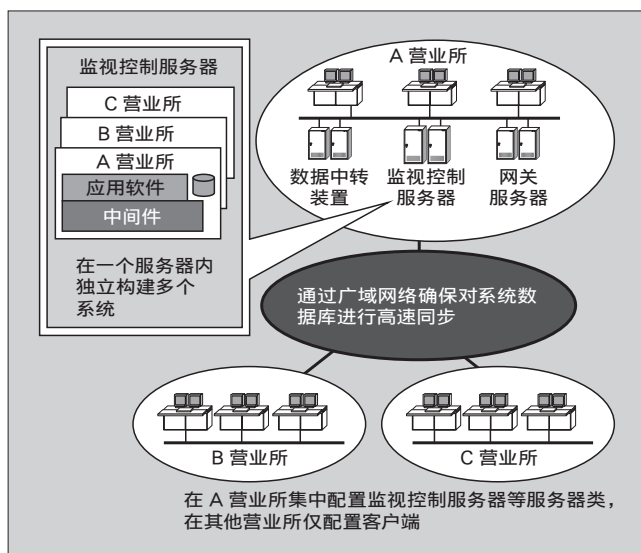 监视控制服务器
C 营业所
B 营业所
A 营业所
应用软件
中间件
在一个服务器内
独立构建多个
系统
A 营业所
数据中转
装置
监视控制
服务器
网关
服务器
通过广域网络确保对系统数
据库进行高速同步
B 营业所
C 营业所
在 A 营业所集中配置监视控制服务器等服务器类，
在其他营业所仅配置客户端